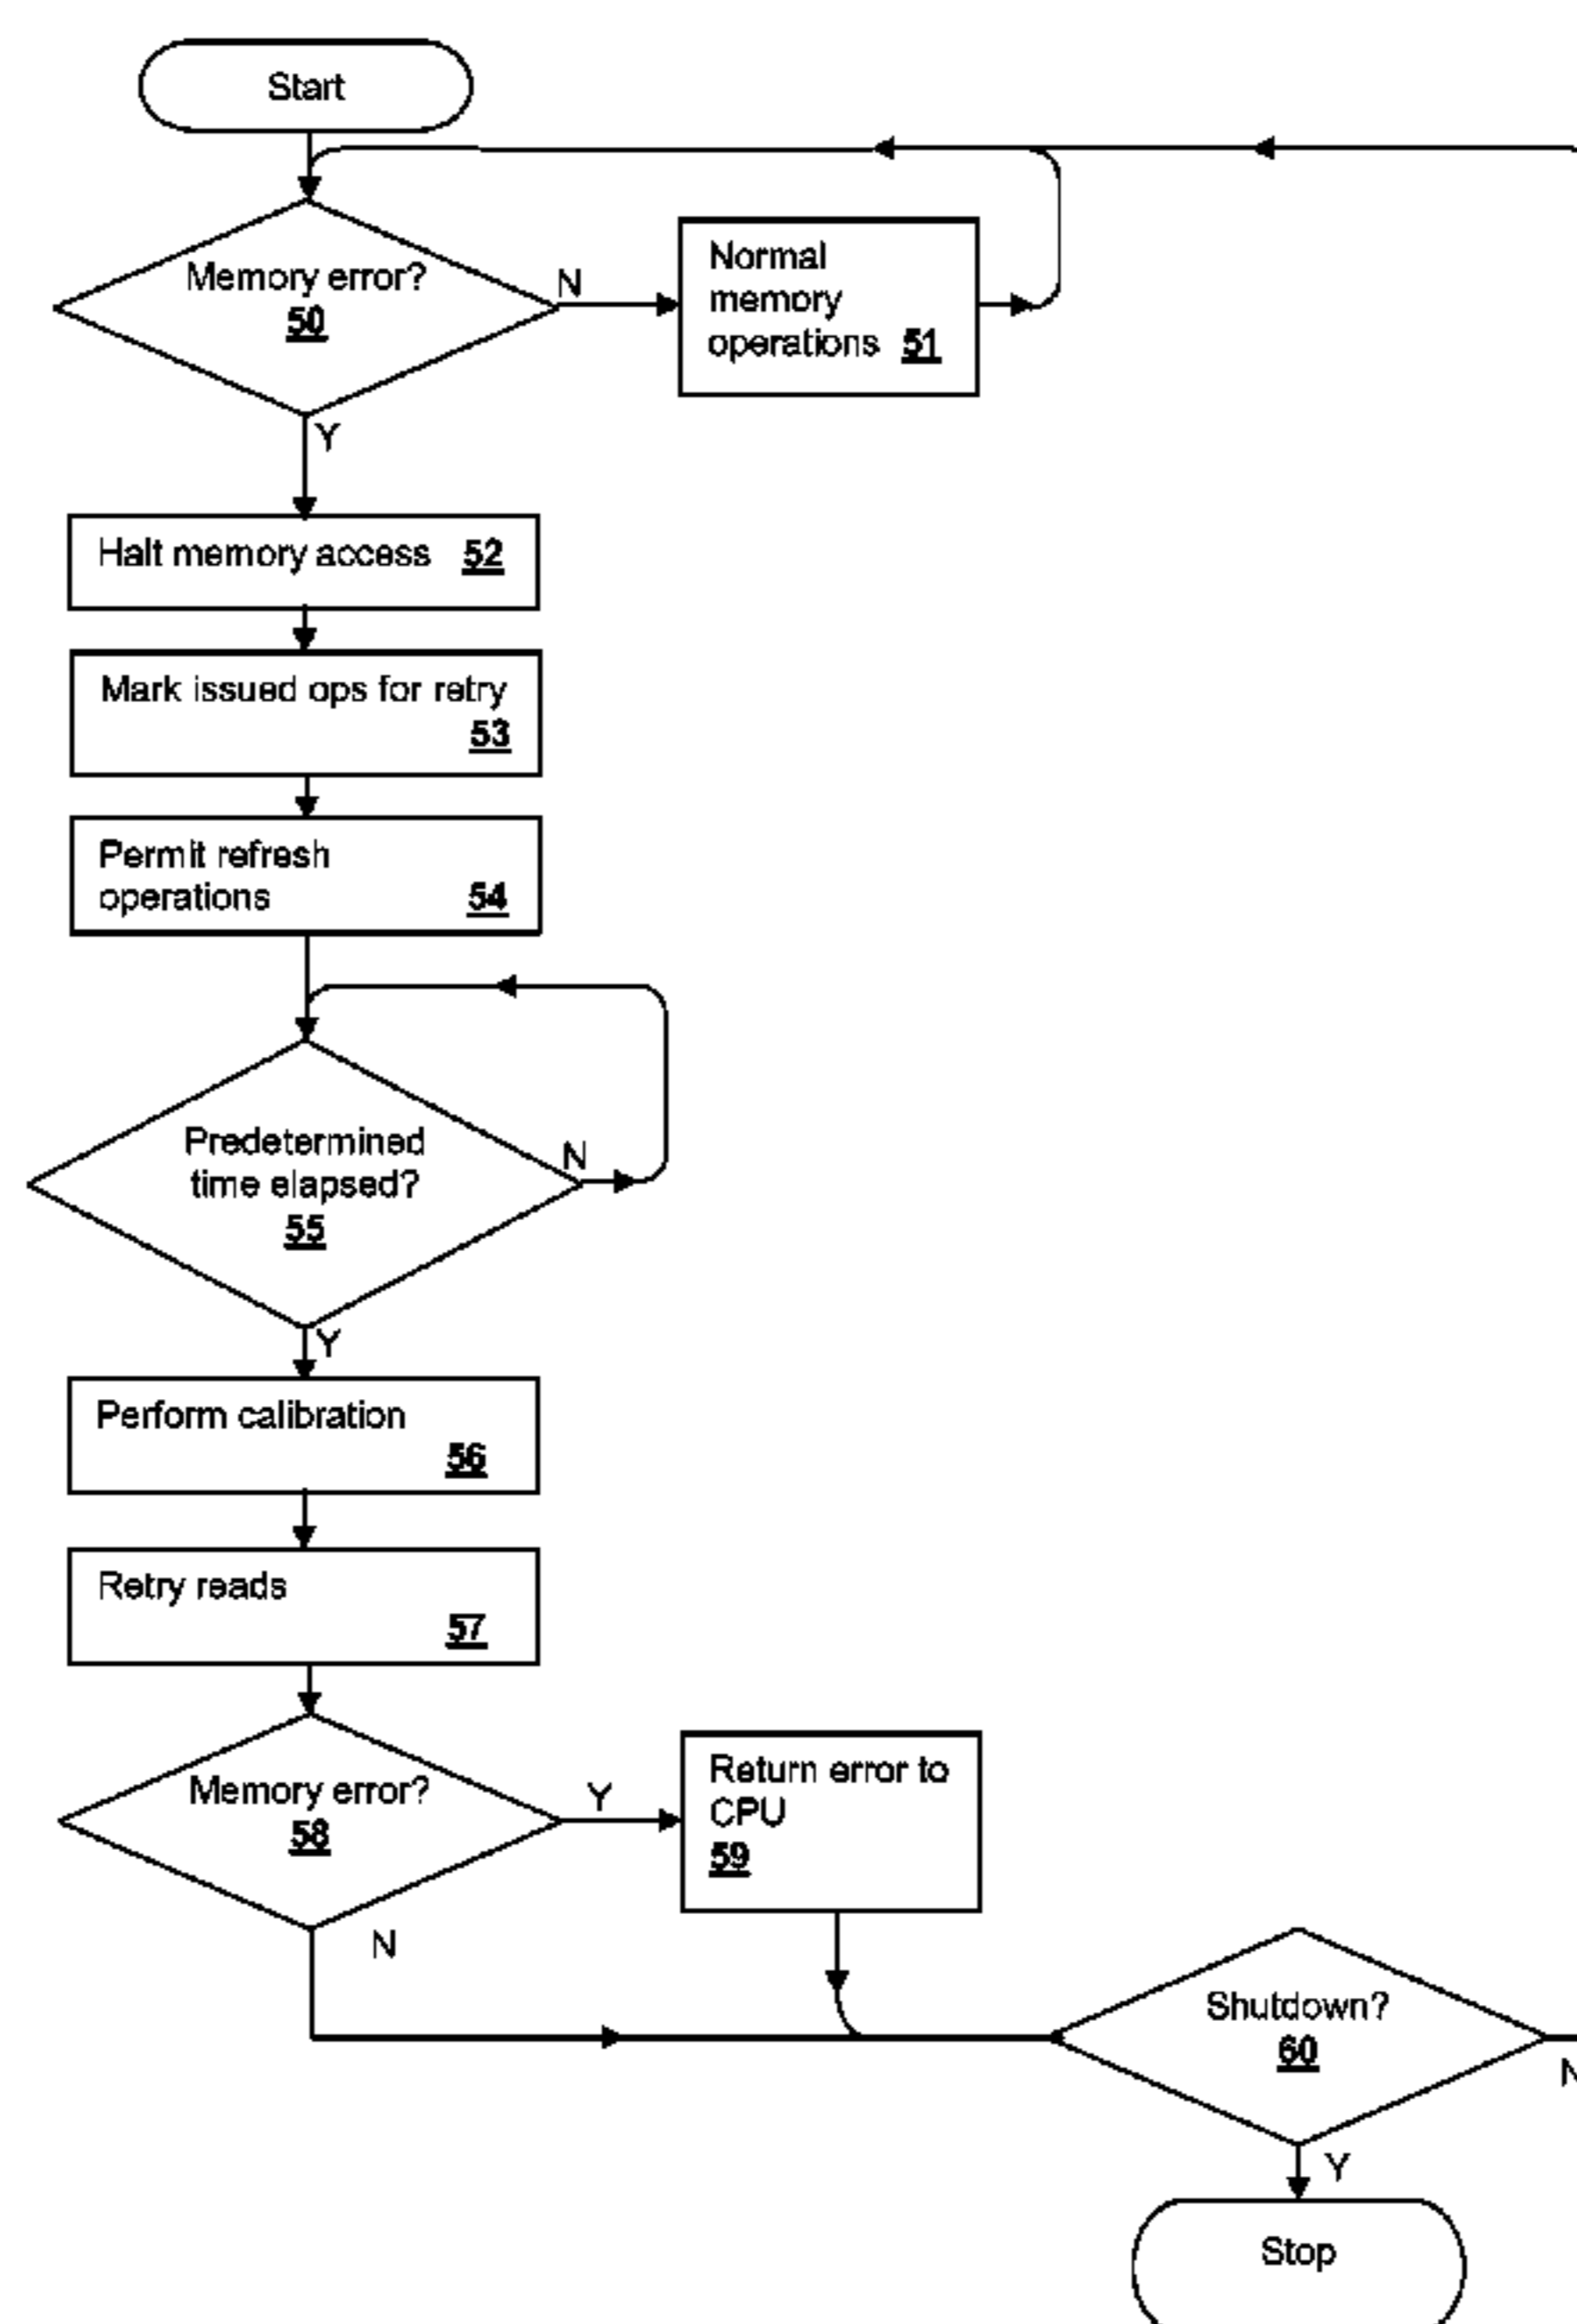 Start
Memory error?
50
N
Normal
memory
operations 51
Y
Halt memory access 52
Mark issued ops for retry
53
Permit refresh
operations 54
Predetermined
time elapsed?
55
N
Y
Perform calibration
56
Retry reads
57
Memory error?
58
Y
Return error to
CPU
59
N
Shutdown?
60
N
Y
Stop